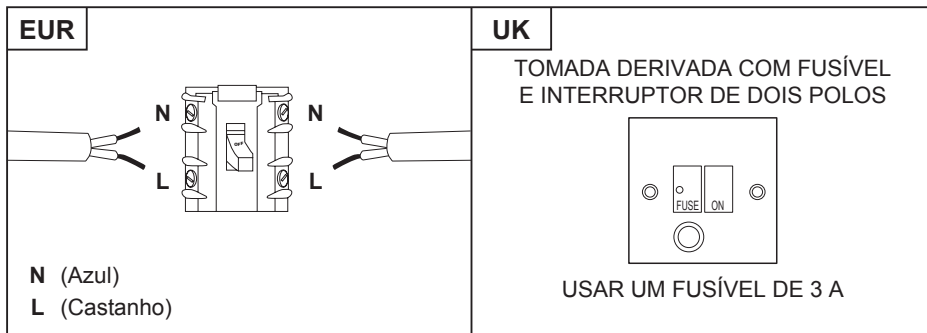 EUR
N
N
OFF
L
L
N (Azul)
L (Castanho)
UK
TOMADA DERIVADA COM FUSÍVEL
E INTERRUPTOR DE DOIS POLOS
FUSE ON
USAR UM FUSÍVEL DE 3 A